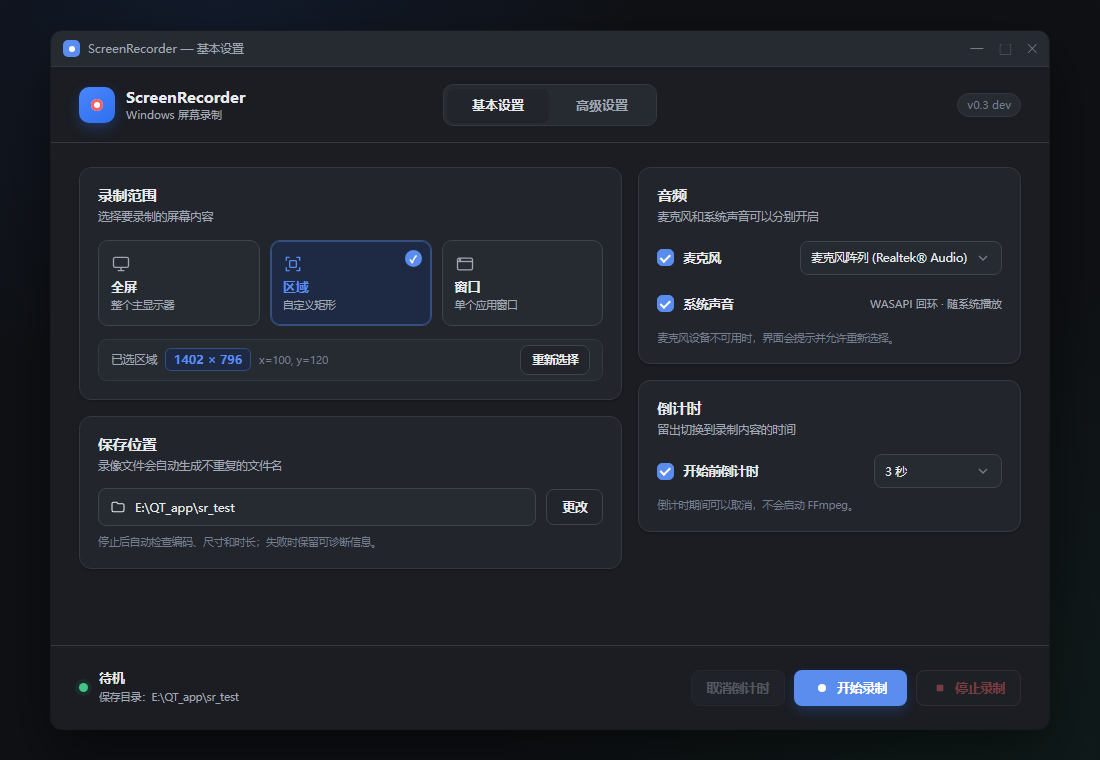 ScreenRecorder — 基本设置
ScreenRecorder
Windows 屏幕录制
基本设置
高级设置
v0.3 dev
录制范围
选择要录制的屏幕内容
全屏
整个主显示器
区域
自定义矩形
窗口
单个应用窗口
已选区域 1402 × 796 x=100, y=120
重新选择
保存位置
录像文件会自动生成不重复的文件名
E:\QT_app\sr_test
更改
停止后自动检查编码、尺寸和时长；失败时保留可诊断信息。
音频
麦克风和系统声音可以分别开启
麦克风
麦克风阵列 (Realtek® Audio)
系统声音
WASAPI 回环 · 随系统播放
麦克风设备不可用时，界面会提示并允许重新选择。
倒计时
留出切换到录制内容的时间
开始前倒计时
3 秒
倒计时期间可以取消，不会启动 FFmpeg。
待机
保存目录：E:\QT_app\sr_test
取消倒计时
开始录制
停止录制